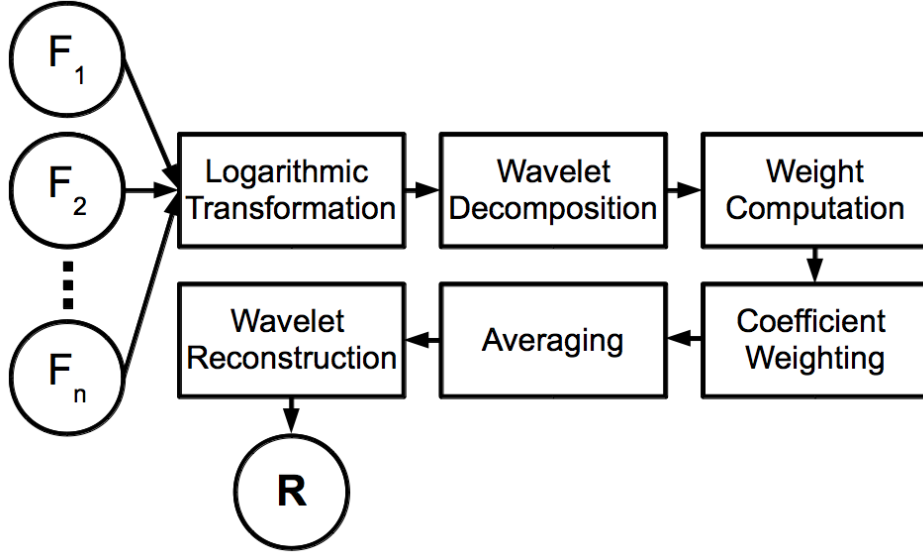 F1
F2
Fn
Logarithmic
Transformation
Wavelet
Decomposition
Weight
Computation
Coefficient
Weighting
Averaging
Wavelet
Reconstruction
R